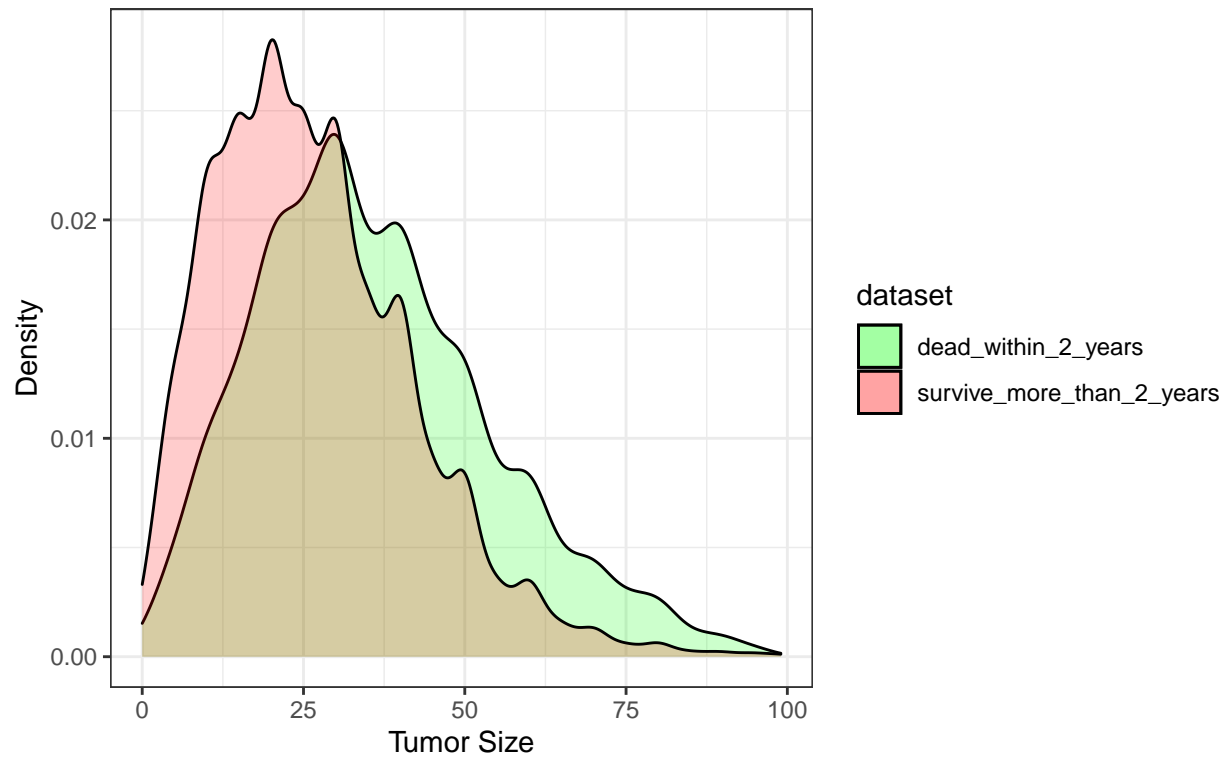 Density
0.02
0.01
0.00
0
25
50
75
100
Tumor Size
dataset
dead_within_2_years
survive_more_than_2_years